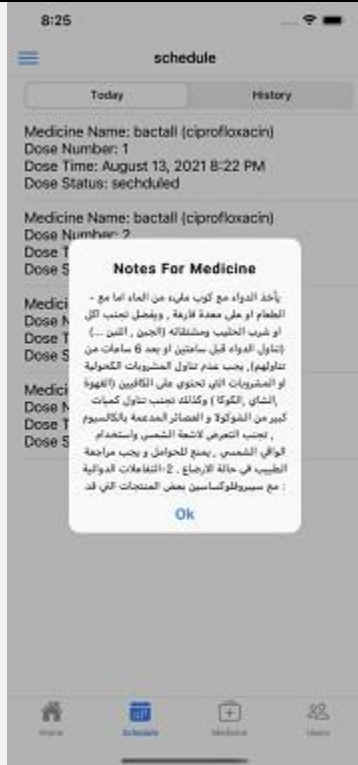 8:25
schedule
Today
History
Medicine Name: bactall (ciprofloxacin)
Dose Number: 1
Dose Time: August 13, 2021 8:22 PM
Dose Status: sechduled
Medicine Name: bactall (ciprofloxacin)
Dose Number: 2
Dose T
Dose S
Medici
Dose N
Dose T
Dose S
Medici
Dose N
Dose T
Dose S
Notes For Medicine
يأخذ الدواء مع كوب مليء من الماء اما مع -
الطعام او على معدة فارغة , ويفضل تجنب اكل
او شرب الحليب ومشتقاته (الجبن , اللبن ...)
(تناول الدواء قبل ساعتين او بعد 6 ساعات من
تناولهم), يجب عدم تناول المشروبات الكحولية
او المشروبات التي تحتوي على الكافيين (القهوة
,الشاي ,الكوكا ) وكذلك تجنب تناول كميات
كبير من الشوكولا و العصائر المدعمة بالكالسيوم
, تجنب التعرض لاشعة الشمس واستخدام
الواقي الشمسي , يمنع للحوامل و يجب مراجعة
الطبيب في حالة الارضاع . 2-التفاعلات الدوائية
: مع سيبروفلوكساسين بعض المنتجات التي قد
Ok
Home
Schedule
Medicine
Users